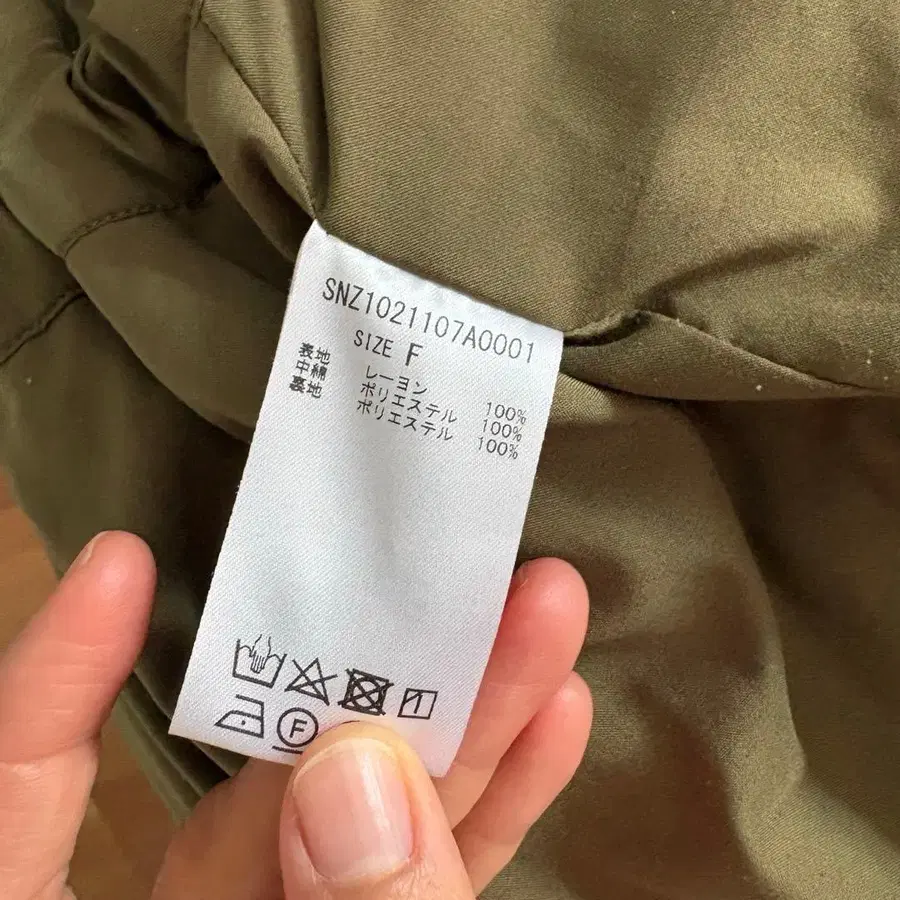 SNZ1021107A0001
SIZE F
表地 レーヨン 100%
中綿 ポリエステル 100%
裏地 ポリエステル 100%
F